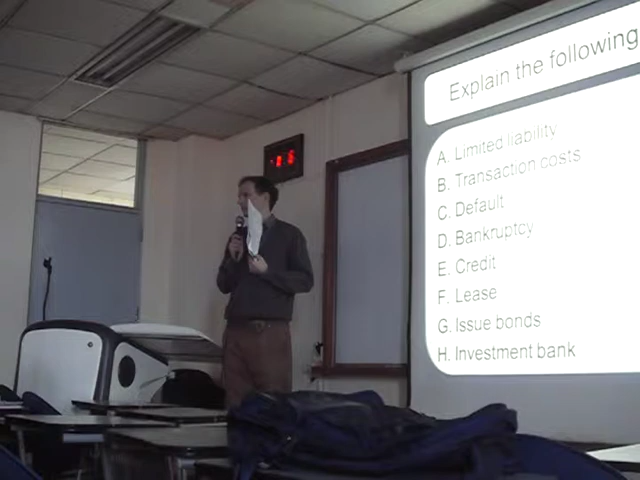 Explain the following
A. Limited liability
B. Transaction costs
C. Default
D. Bankruptcy
E. Credit
F. Lease
G. Issue bonds
H. Investment bank